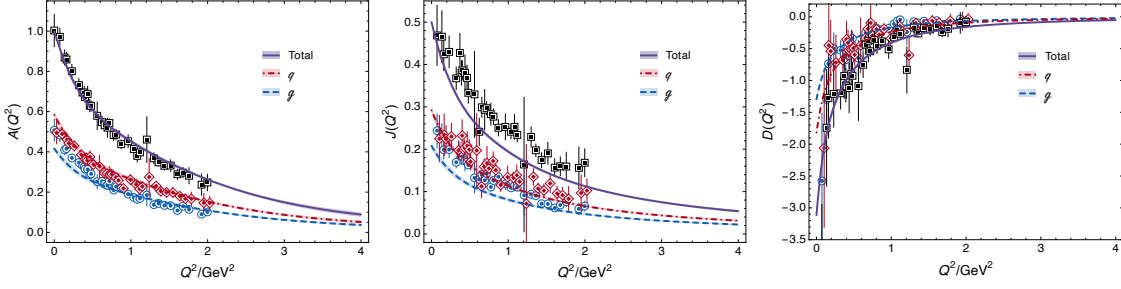 A(Q²)
1.0
0.8
0.6
0.4
0.2
0.0
0 1 2 3 4
Q²/GeV²
Total
q
g
J(Q²)
0.5
0.4
0.3
0.2
0.1
0.0
0 1 2 3 4
Q²/GeV²
Total
q
g
D(Q²)
0.0
-0.5
-1.0
-1.5
-2.0
-2.5
-3.0
-3.5
0 1 2 3 4
Q²/GeV²
Total
q
g